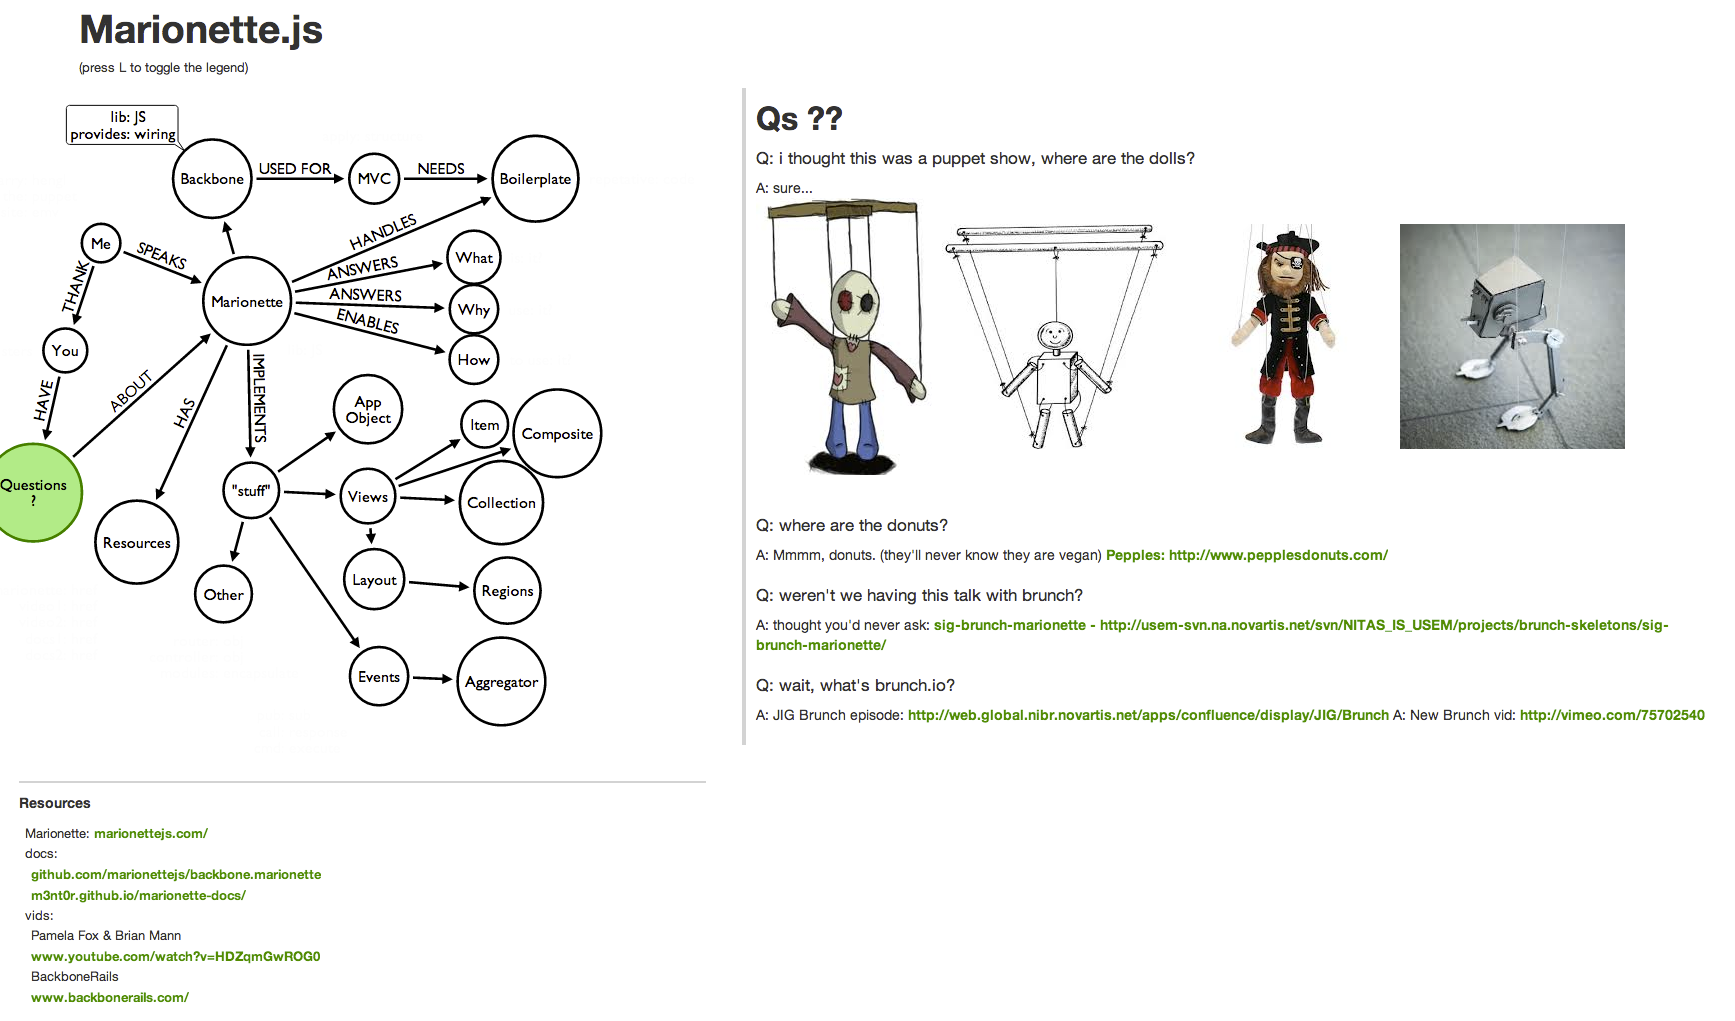 Marionette.js
(press L to toggle the legend)
lib: JS
provides: wiring
Backbone
USED FOR
MVC
NEEDS
Boilerplate
Me
SPEAKS
HANDLES
What
THANK
ANSWERS
Marionette
ANSWERS
Why
ENABLES
You
How
HAVE
ABOUT
HAS
IMPLEMENTS
App
Object
Item
Composite
Questions
?
"stuff"
Views
Collection
Resources
Layout
Regions
Other
Events
Aggregator
Qs ??
Q: i thought this was a puppet show, where are the dolls?
A: sure...
Q: where are the donuts?
A: Mmmm, donuts. (they'll never know they are vegan) Pepples: http://www.pepplesdonuts.com/
Q: weren't we having this talk with brunch?
A: thought you'd never ask: sig-brunch-marionette - http://usem-svn.na.novartis.net/svn/NITAS_IS_USEM/projects/brunch-skeletons/sig-
brunch-marionette/
Q: wait, what's brunch.io?
A: JIG Brunch episode: http://web.global.nibr.novartis.net/apps/confluence/display/JIG/Brunch A: New Brunch vid: http://vimeo.com/75702540
Resources
Marionette: marionettejs.com/
docs:
github.com/marionettejs/backbone.marionette
m3nt0r.github.io/marionette-docs/
vids:
Pamela Fox & Brian Mann
www.youtube.com/watch?v=HDZqmGwROG0
BackboneRails
www.backbonerails.com/